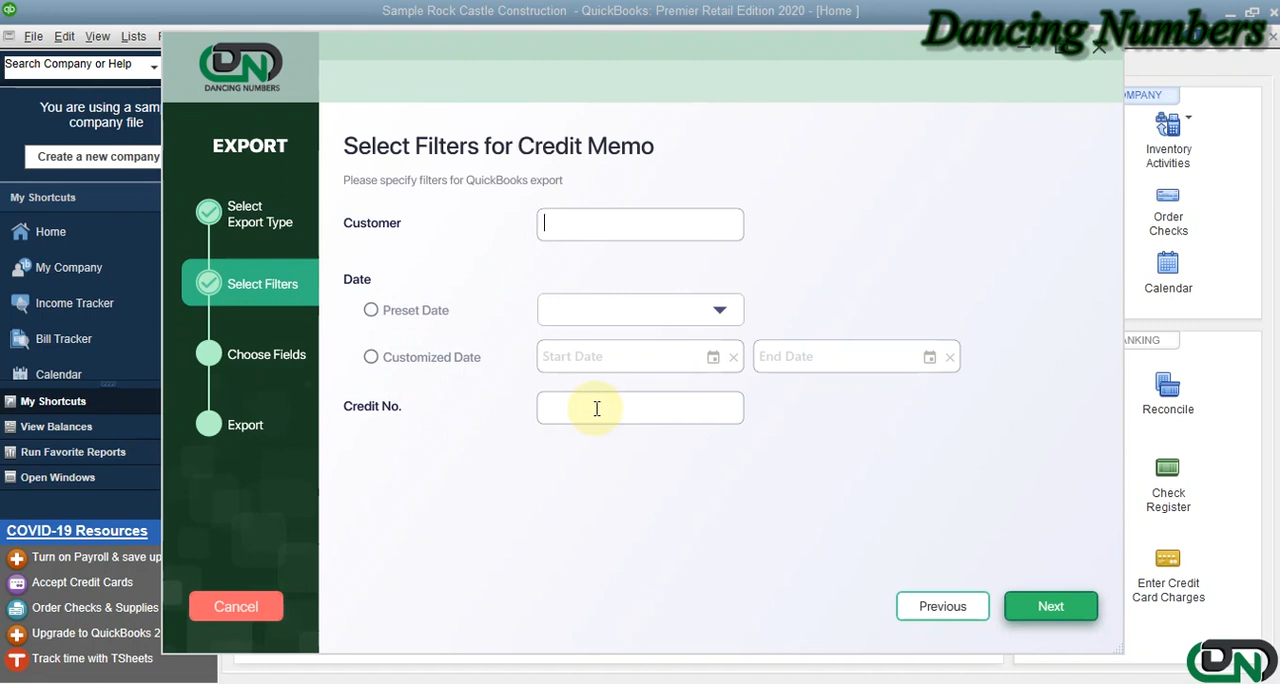 Sample Rock Castle Construction - QuickBooks: Premier Retail Edition 2020 - [Home ]
Dancing Numbers
File Edit View Lists
Search Company or Help
You are using a sam
company file
Create a new company
My Shortcuts
Home
My Company
Income Tracker
Bill Tracker
Calendar
My Shortcuts
View Balances
Run Favorite Reports
Open Windows
COVID-19 Resources
Turn on Payroll & save up
Accept Credit Cards
Order Checks & Supplies
Upgrade to QuickBooks 2
Track time with TSheets
DN
DANCING NUMBERS
EXPORT
Select
Export Type
Select Filters
Choose Fields
Export
Cancel
Select Filters for Credit Memo
Please specify filters for QuickBooks export
Customer
Date
Preset Date
Customized Date
Start Date
End Date
Credit No.
Previous
Next
OMPANY
Inventory
Activities
Order
Checks
Calendar
ANKING
Reconcile
Check
Register
Enter Credit
Card Charges
DN